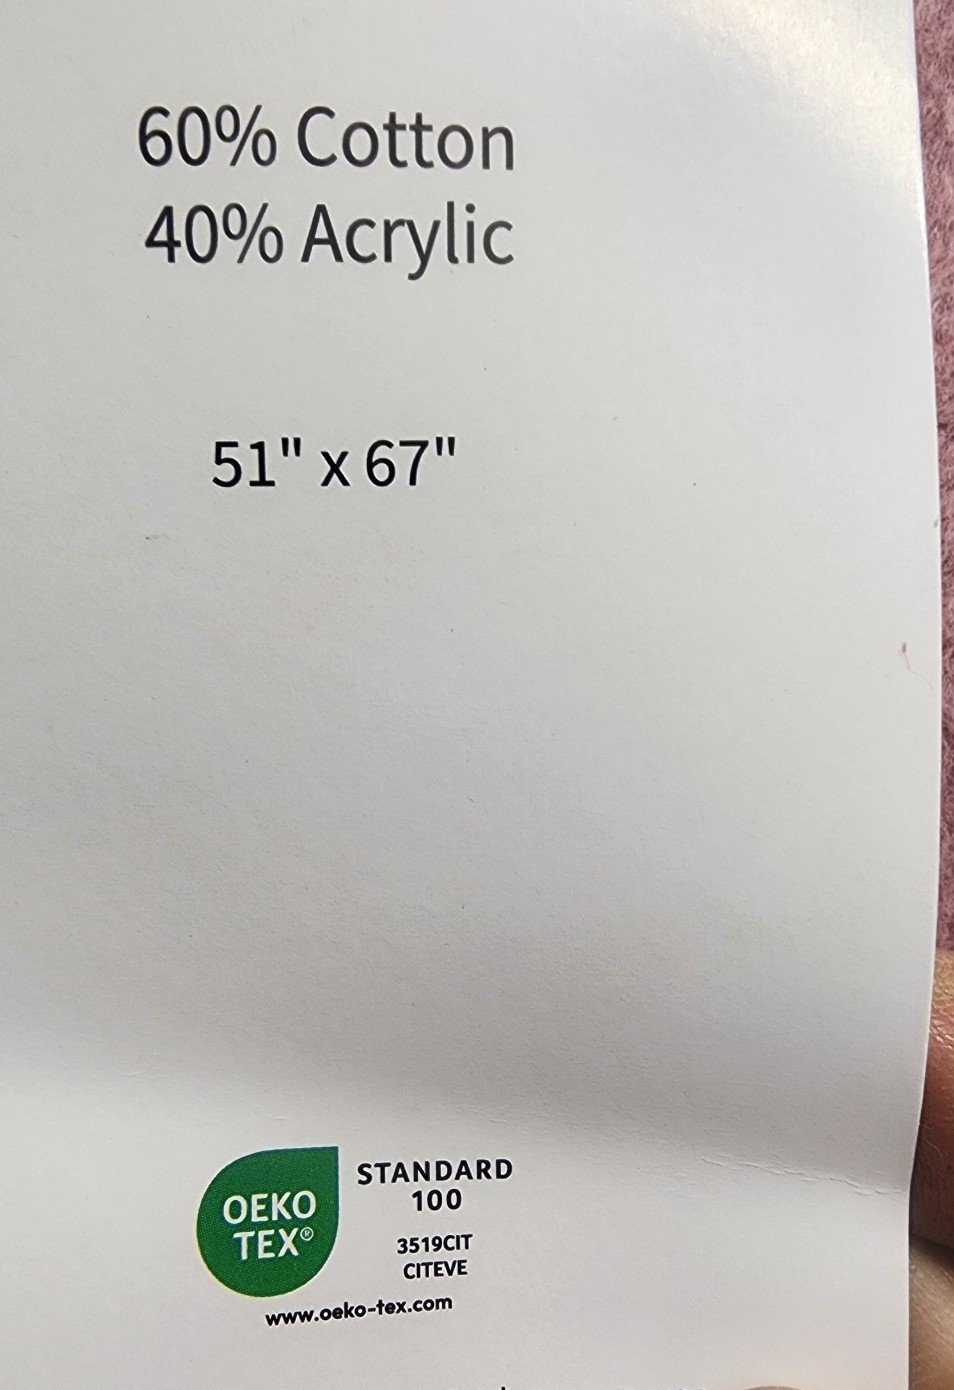 60% Cotton
40% Acrylic
51" x 67"
OEKO
TEX®
STANDARD
100
3519CIT
CITEVE
www.oeko-tex.com